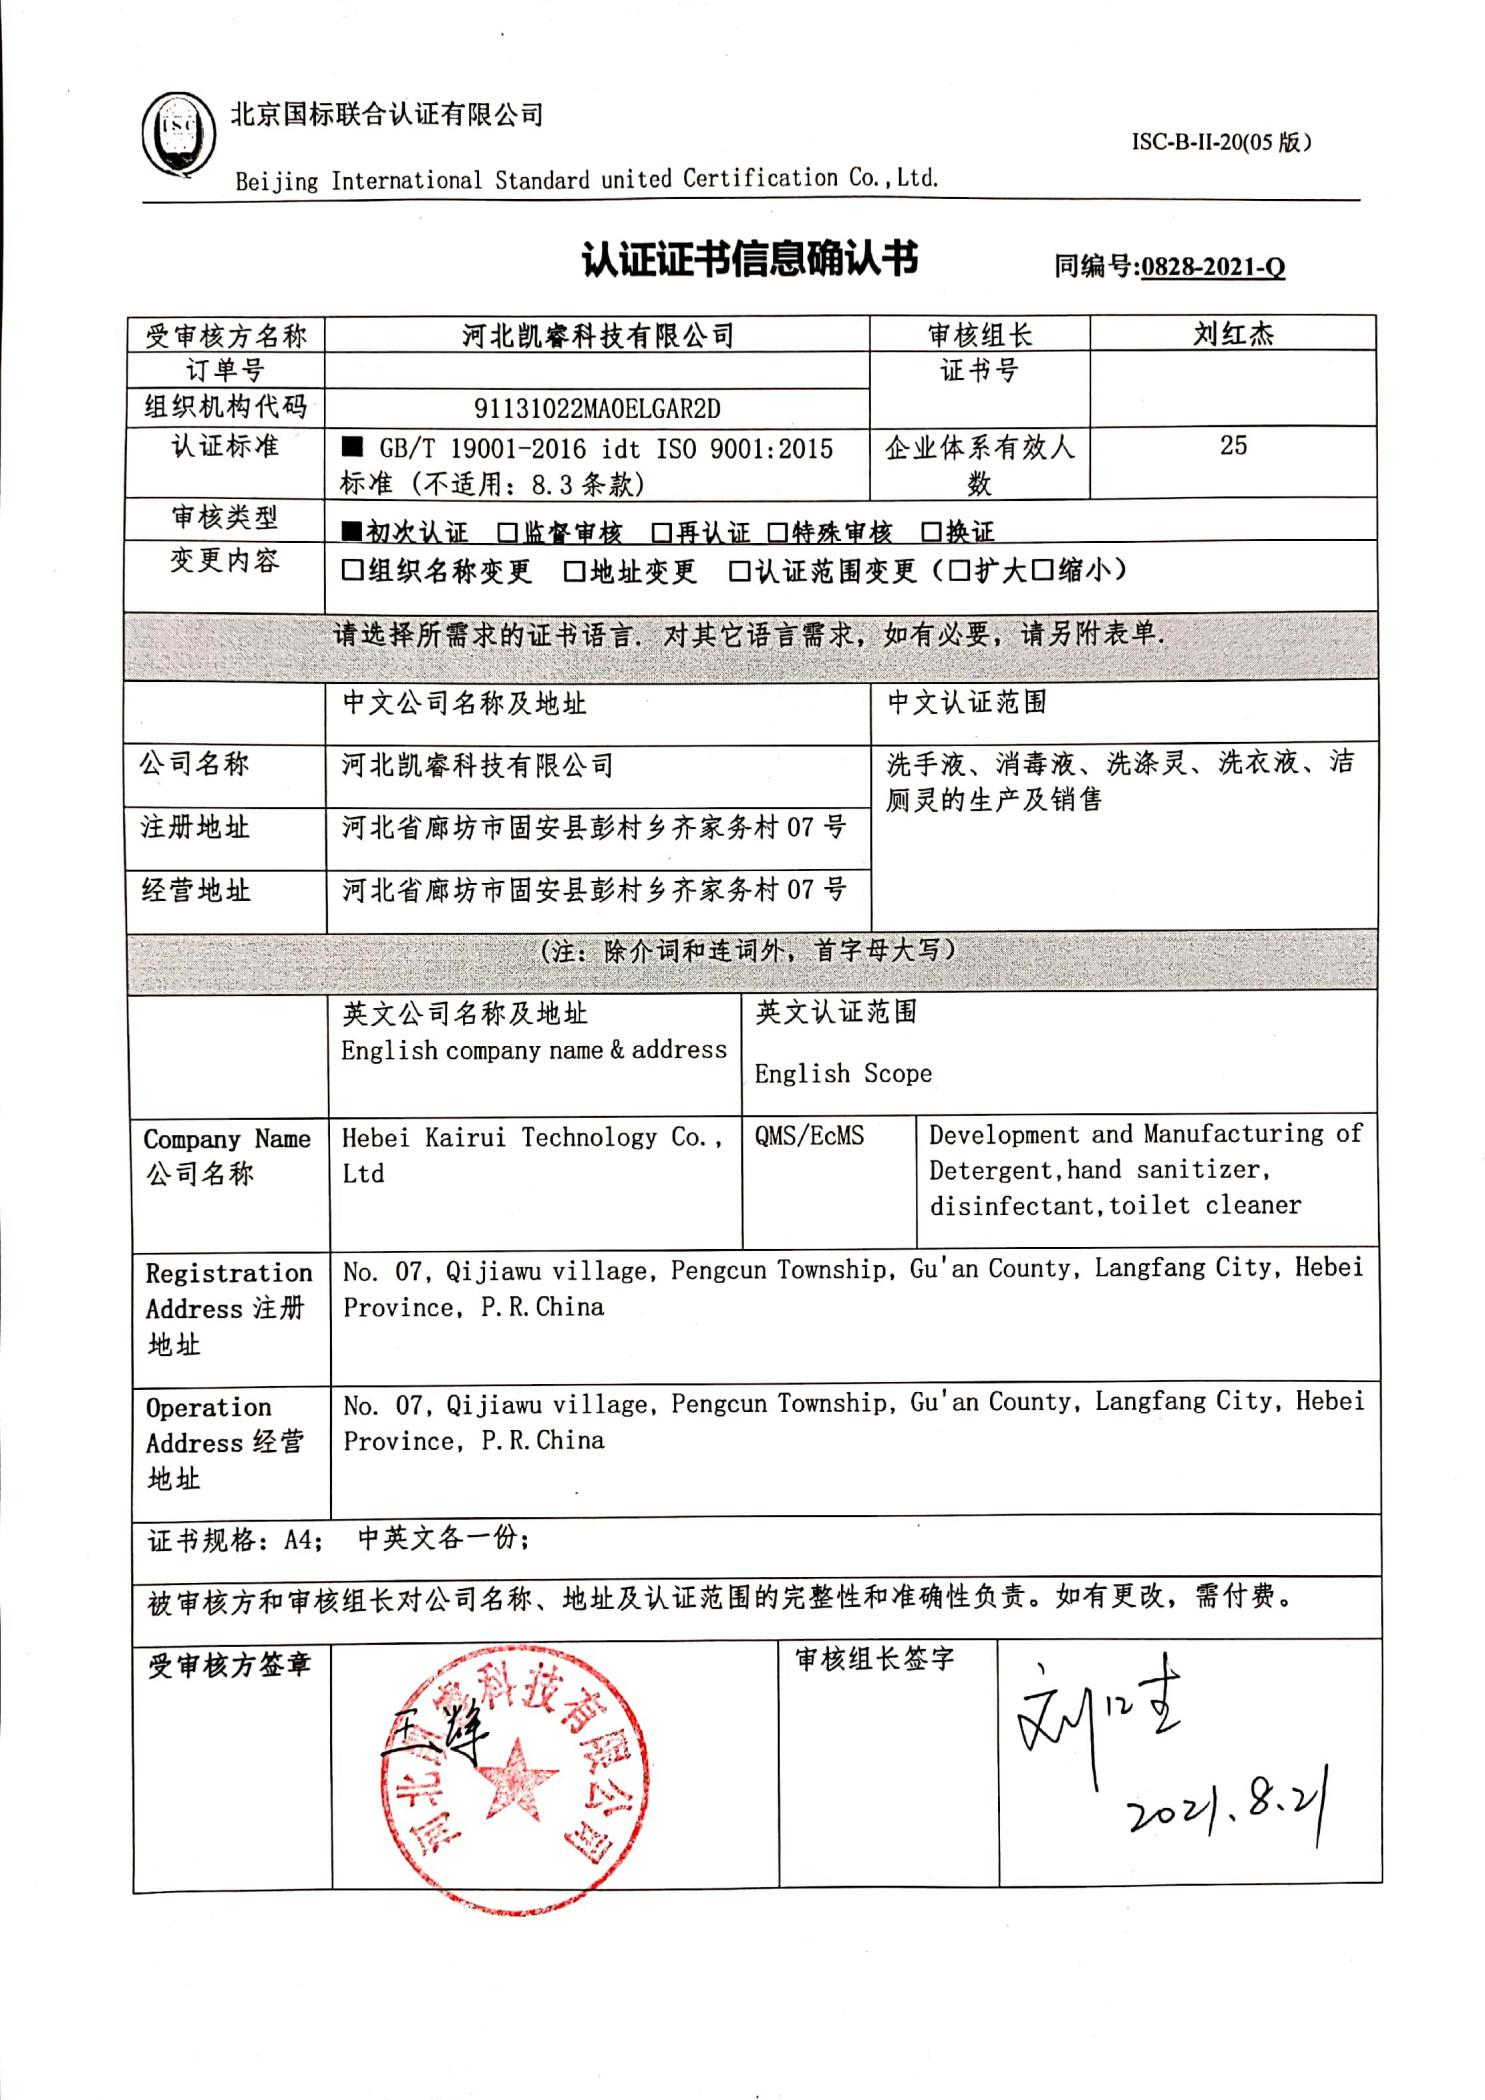 ISC
北京国标联合认证有限公司
ISC-B-II-20(05版）
Beijing International Standard united Certification Co.,Ltd.
认证证书信息确认书
同编号:0828-2021-Q
受审核方名称 河北凯睿科技有限公司 审核组长 刘红杰
订单号 证书号
组织机构代码 91131022MA0ELGAR2D
认证标准 ■ GB/T 19001-2016 idt ISO 9001:2015 企业体系有效人 25
标准（不适用：8.3条款） 数
审核类型 ■初次认证 □监督审核 □再认证 □特殊审核 □换证
变更内容 □组织名称变更 □地址变更 □认证范围变更（□扩大□缩小）
请选择所需求的证书语言．对其它语言需求，如有必要，请另附表单．
中文公司名称及地址 中文认证范围
公司名称 河北凯睿科技有限公司 洗手液、消毒液、洗涤灵、洗衣液、洁
厕灵的生产及销售
注册地址 河北省廊坊市固安县彭村乡齐家务村07号
经营地址 河北省廊坊市固安县彭村乡齐家务村07号
（注：除介词和连词外，首字母大写）
英文公司名称及地址 英文认证范围
English company name & address
English Scope
Company Name Hebei Kairui Technology Co., QMS/EcMS Development and Manufacturing of
公司名称 Ltd Detergent,hand sanitizer,
disinfectant,toilet cleaner
Registration No. 07, Qijiawu village, Pengcun Township, Gu'an County, Langfang City, Hebei
Address 注册 Province, P.R.China
地址
Operation No. 07, Qijiawu village, Pengcun Township, Gu'an County, Langfang City, Hebei
Address 经营 Province, P.R.China
地址
证书规格：A4； 中英文各一份；
被审核方和审核组长对公司名称、地址及认证范围的完整性和准确性负责。如有更改，需付费。
受审核方签章 审核组长签字
河北凯睿科技有限公司
刘红杰
2021.8.21